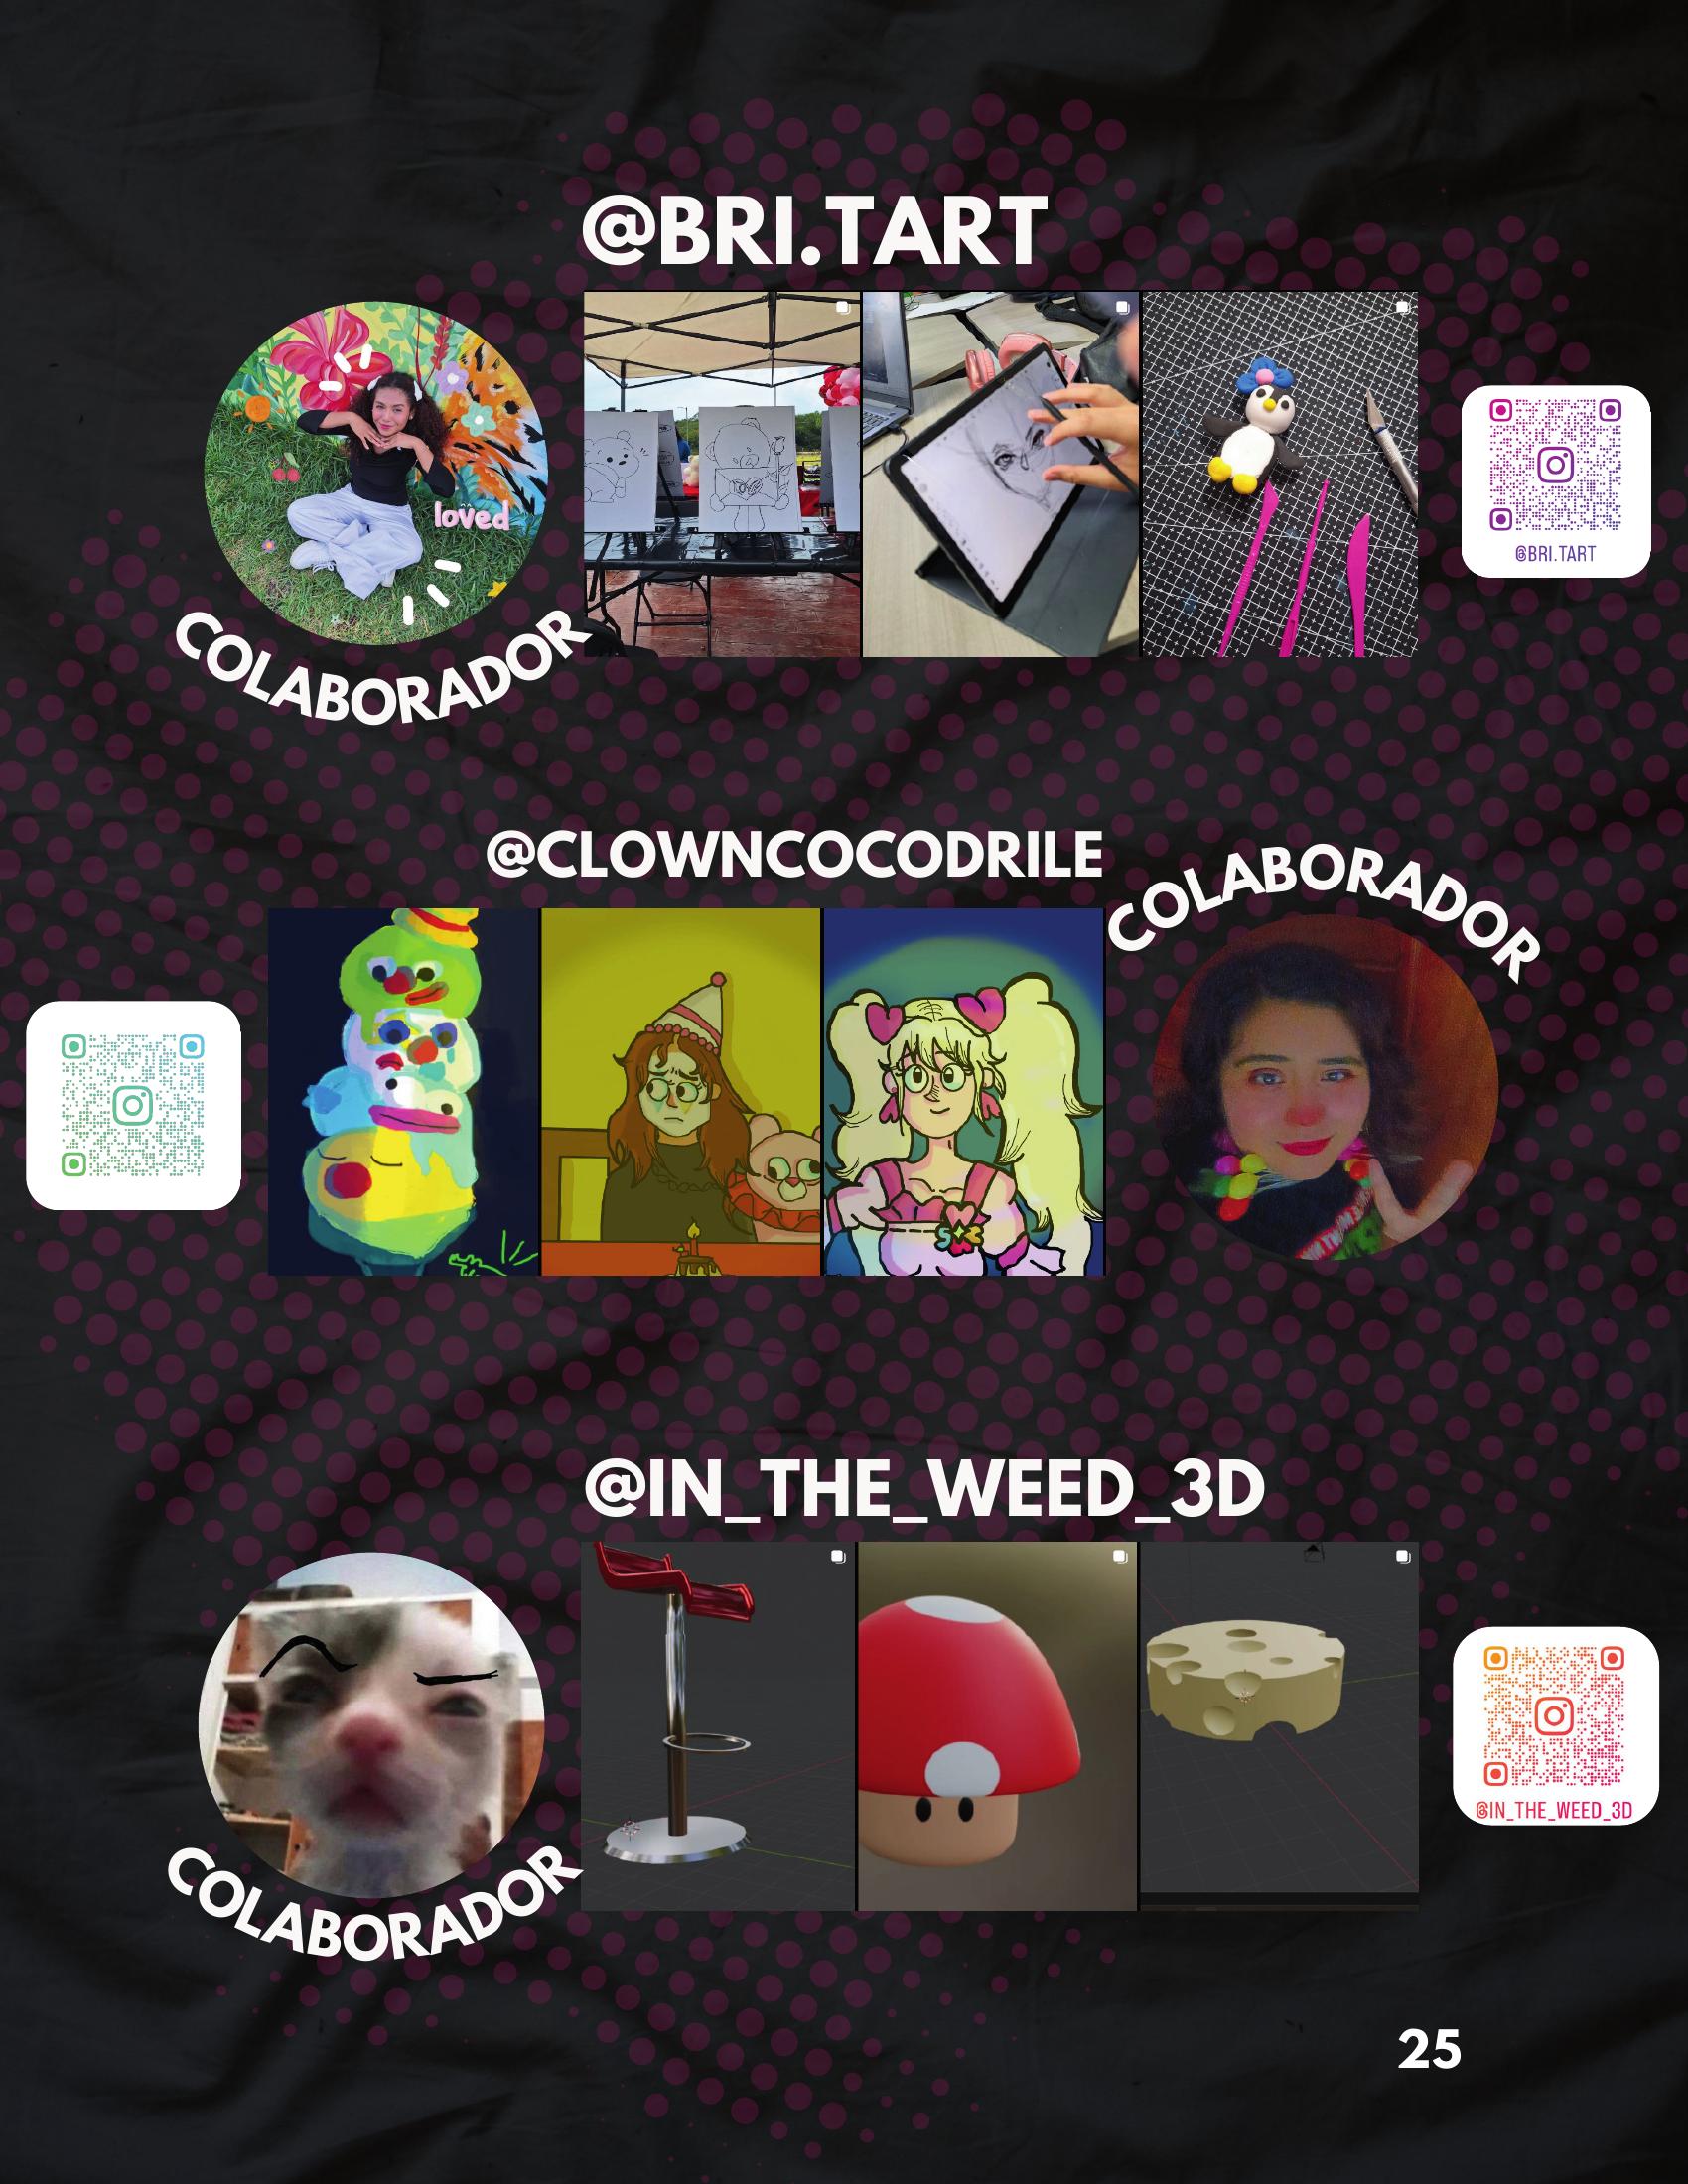 @BRI.TART
loved
@BRI.TART
COLABORADOR
@CLOWNCOCODRILE
COLABORADOR
@IN_THE_WEED_3D
@IN_THE_WEED_3D
COLABORADOR
25